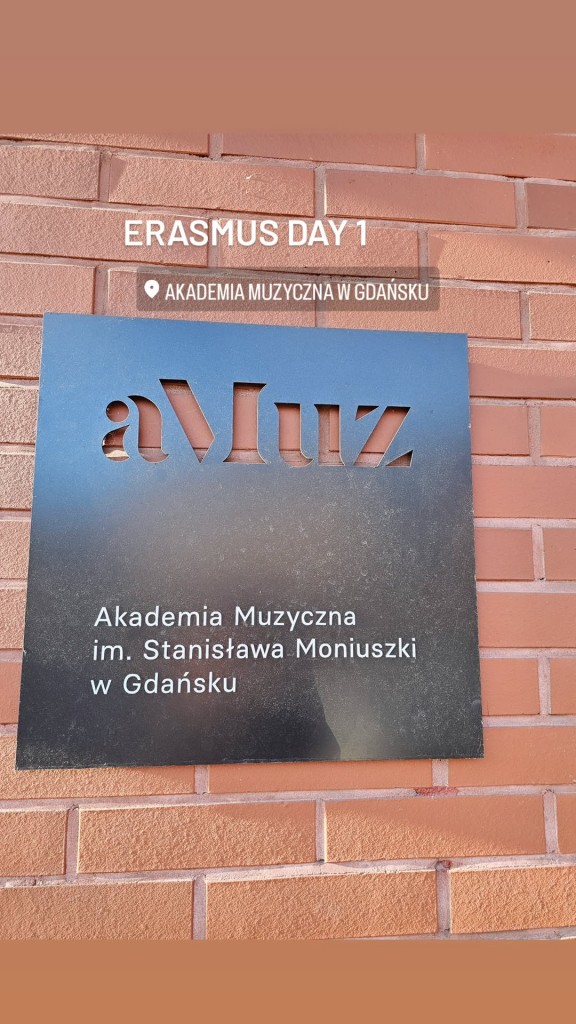 ERASMUS DAY 1
AKADEMIA MUZYCZNA W GDAŃSKU
aMuz
Akademia Muzyczna
im. Stanisława Moniuszki
w Gdańsku